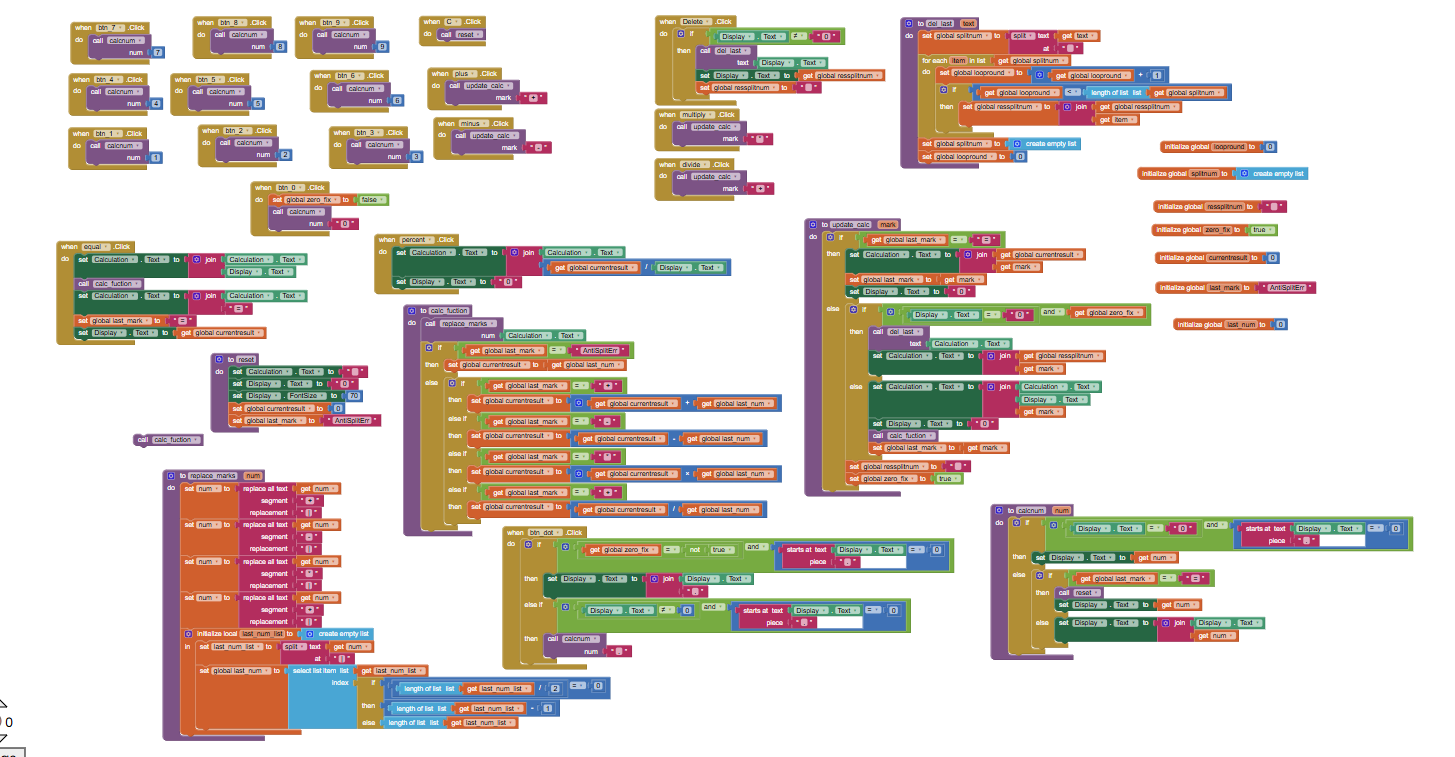 when btn_7 .Click
do call calcnum
num 7
when btn_8 .Click
do call calcnum
num 8
when btn_9 .Click
do call calcnum
num 9
when C .Click
do call reset
when btn_4 .Click
do call calcnum
num 4
when btn_5 .Click
do call calcnum
num 5
when btn_6 .Click
do call calcnum
num 6
when plus .Click
do call update_calc
mark " + "
when btn_1 .Click
do call calcnum
num 1
when btn_2 .Click
do call calcnum
num 2
when btn_3 .Click
do call calcnum
num 3
when minus .Click
do call update_calc
mark " - "
when btn_0 .Click
do set global zero_fix to false
call calcnum
num " 0 "
when Delete .Click
do if Display . Text ≠ " 0 "
then call del_last
text Display . Text
set Display . Text to get global ressplitnum
set global ressplitnum to " "
when multiply .Click
do call update_calc
mark " * "
when divide .Click
do call update_calc
mark " ÷ "
to del_last text
do set global splitnum to split text get text
at " "
for each item in list get global splitnum
do set global loopround to get global loopround + 1
if get global loopround < length of list list get global splitnum
then set global ressplitnum to join get global ressplitnum
get item
set global splitnum to create empty list
set global loopround to 0
initialize global loopround to 0
initialize global splitnum to create empty list
initialize global ressplitnum to " "
initialize global zero_fix to true
initialize global currentresult to 0
initialize global last_mark to " AntiSplitErr "
initialize global last_num to 0
when equal .Click
do set Calculation . Text to join Calculation . Text
Display . Text
call calc_fuction
set Calculation . Text to join Calculation . Text
" = "
set global last_mark to " = "
set Display . Text to get global currentresult
when percent .Click
do set Calculation . Text to join Calculation . Text
get global currentresult / Display . Text
set Display . Text to " 0 "
to reset
do set Calculation . Text to " "
set Display . Text to " 0 "
set Display . FontSize to 70
set global currentresult to 0
set global last_mark to " AntiSplitErr "
call calc_fuction
to calc_fuction
do call replace_marks
num Calculation . Text
if get global last_mark = " AntiSplitErr "
then set global currentresult to get global last_num
else if get global last_mark = " + "
then set global currentresult to get global currentresult + get global last_num
else if get global last_mark = " - "
then set global currentresult to get global currentresult - get global last_num
else if get global last_mark = " * "
then set global currentresult to get global currentresult × get global last_num
else if get global last_mark = " ÷ "
then set global currentresult to get global currentresult / get global last_num
to update_calc mark
do if get global last_mark = " = "
then set Calculation . Text to join get global currentresult
get mark
set global last_mark to get mark
set Display . Text to " 0 "
else if Display . Text = " 0 " and get global zero_fix
then call del_last
text Calculation . Text
set Calculation . Text to join get global ressplitnum
get mark
else set Calculation . Text to join Calculation . Text
Display . Text
get mark
set Display . Text to " 0 "
call calc_fuction
set global last_mark to get mark
set global ressplitnum to " "
set global zero_fix to true
to replace_marks num
do set num to replace all text get num
segment " + "
replacement " | "
set num to replace all text get num
segment " - "
replacement " | "
set num to replace all text get num
segment " * "
replacement " | "
set num to replace all text get num
segment " ÷ "
replacement " | "
initialize local last_num_list to create empty list
in set last_num_list to split text get num
at " | "
set global last_num to select list item list get last_num_list
index if length of list list get last_num_list / 2 = 0
then length of list list get last_num_list - 1
else length of list list get last_num_list
when btn_dot .Click
do if get global zero_fix = not true and starts at text Display . Text = 0
piece " . "
then set Display . Text to join Display . Text
" . "
else if Display . Text ≠ 0 and starts at text Display . Text = 0
piece " . "
then call calcnum
num " . "
to calcnum num
do if Display . Text = " 0 " and starts at text Display . Text = 0
piece " . "
then set Display . Text to get num
else if get global last_mark = " = "
then call reset
set Display . Text to get num
else set Display . Text to join Display . Text
get num
0